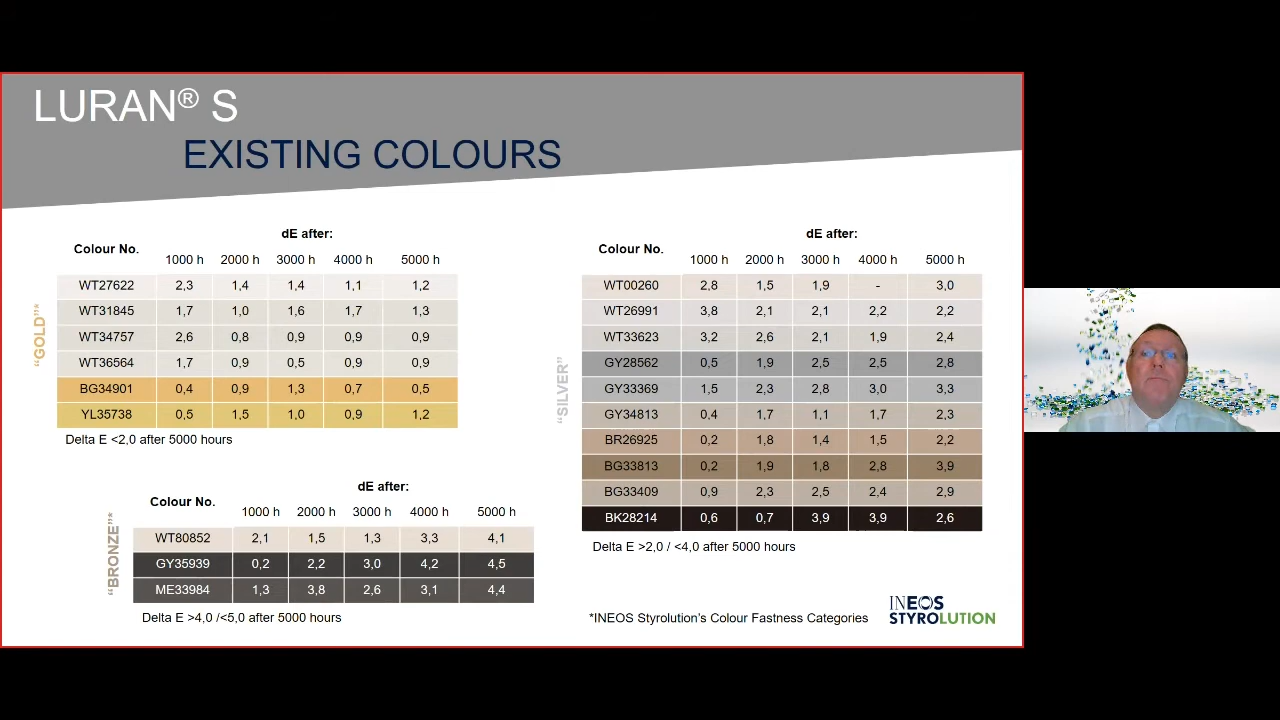 LURAN® S
EXISTING COLOURS
"GOLD"*
dE after:
Colour No. 1000 h 2000 h 3000 h 4000 h 5000 h
WT27622 2,3 1,4 1,4 1,1 1,2
WT31845 1,7 1,0 1,6 1,7 1,3
WT34757 2,6 0,8 0,9 0,9 0,9
WT36564 1,7 0,9 0,5 0,9 0,9
BG34901 0,4 0,9 1,3 0,7 0,5
YL35738 0,5 1,5 1,0 0,9 1,2
Delta E <2,0 after 5000 hours
"BRONZE"*
dE after:
Colour No. 1000 h 2000 h 3000 h 4000 h 5000 h
WT80852 2,1 1,5 1,3 3,3 4,1
GY35939 0,2 2,2 3,0 4,2 4,5
ME33984 1,3 3,8 2,6 3,1 4,4
Delta E >4,0 /<5,0 after 5000 hours
"SILVER"
dE after:
Colour No. 1000 h 2000 h 3000 h 4000 h 5000 h
WT00260 2,8 1,5 1,9 - 3,0
WT26991 3,8 2,1 2,1 2,2 2,2
WT33623 3,2 2,6 2,1 1,9 2,4
GY28562 0,5 1,9 2,5 2,5 2,8
GY33369 1,5 2,3 2,8 3,0 3,3
GY34813 0,4 1,7 1,1 1,7 2,3
BR26925 0,2 1,8 1,4 1,5 2,2
BG33813 0,2 1,9 1,8 2,8 3,9
BG33409 0,9 2,3 2,5 2,4 2,9
BK28214 0,6 0,7 3,9 3,9 2,6
Delta E >2,0 / <4,0 after 5000 hours
*INEOS Styrolution's Colour Fastness Categories
INEOS
STYROLUTION